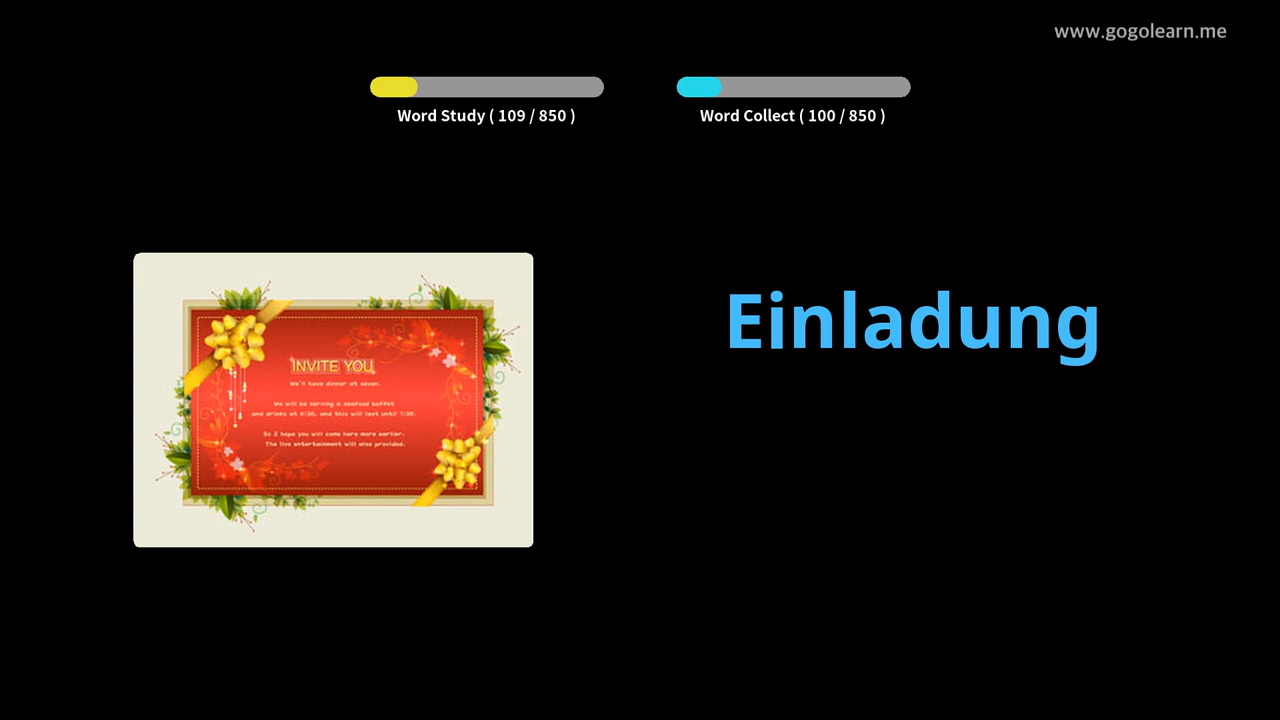 www.gogolearn.me
Word Study ( 109 / 850 )
Word Collect ( 100 / 850 )
Einladung
INVITE YOU
We'll have dinner at seven.
We will be serving a seafood buffet
and drinks at 6:30, and this will last until 7:30.
So I hope you will come here more earlier.
The live entertainment will also provided.